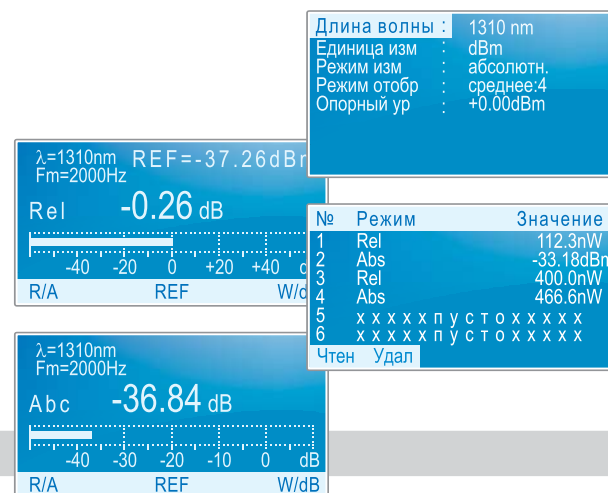 Длина волны : 1310 nm
Единица изм : dBm
Режим изм : абсолютн.
Режим отобр : среднее:4
Опорный ур : +0.00dBm
λ=1310nm REF=-37.26dBm
Fm=2000Hz
Rel -0.26 dB
-40 -20 0 +20 +40 d
R/A REF W/d
№ Режим Значение
1 Rel 112.3nW
2 Abs -33.18dBm
3 Rel 400.0nW
4 Abs 466.6nW
5 x x x x x п у с т о x x x x x
6 x x x x x п у с т о x x x x x
Чтен Удал
λ=1310nm
Fm=2000Hz
Abc -36.84 dB
-40 -30 -20 -10 0 dB
R/A REF W/dB